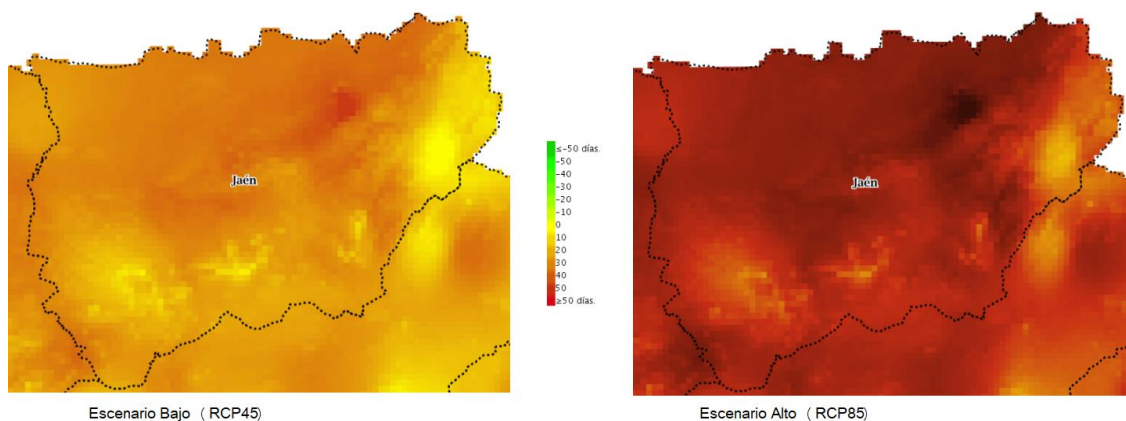 Jaén
≤-50 días.
-50
-40
-30
-20
-10
0
10
20
30
40
50
≥50 días.
Jaén
Escenario Bajo ( RCP45)
Escenario Alto ( RCP85)